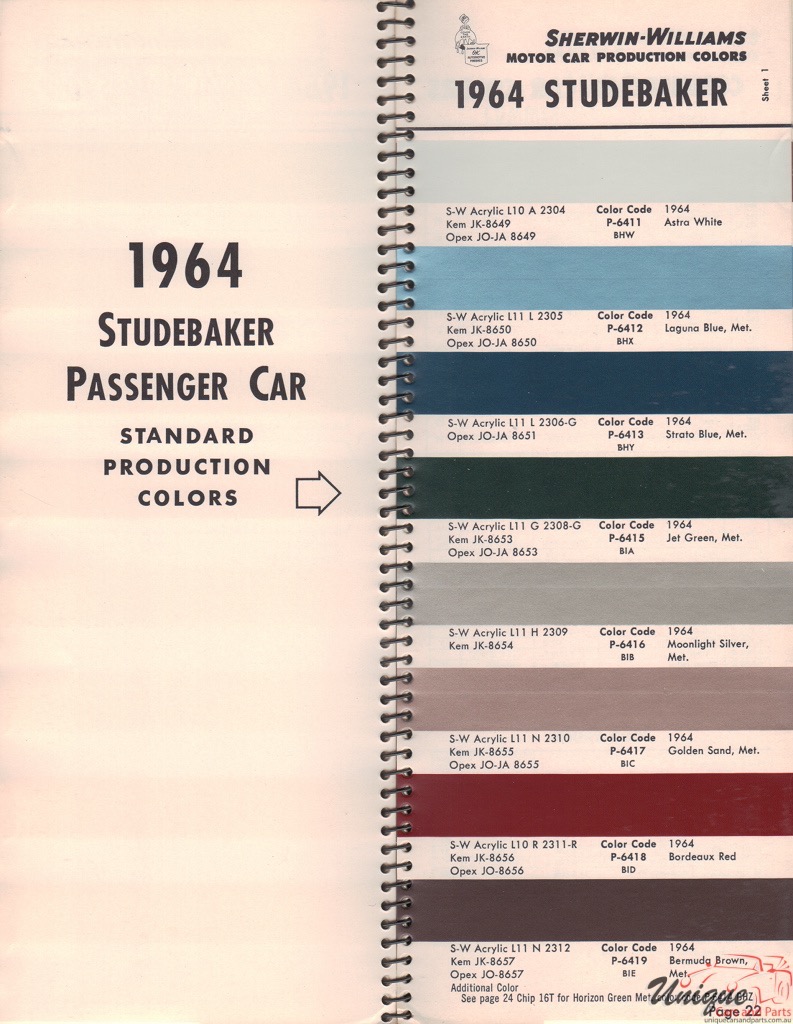 1964
STUDEBAKER
PASSENGER CAR
STANDARD
PRODUCTION
COLORS
SHERWIN-WILLIAMS
MOTOR CAR PRODUCTION COLORS
1964 STUDEBAKER
Sheet 1
S-W Acrylic L10 A 2304 Color Code 1964
Kem JK-8649 P-6411 Astra White
Opex JO-JA 8649 BHW
S-W Acrylic L11 L 2305 Color Code 1964
Kem JK-8650 P-6412 Laguna Blue, Met.
Opex JO-JA 8650 BHX
S-W Acrylic L11 L 2306-G Color Code 1964
Opex JO-JA 8651 P-6413 Strato Blue, Met.
BHY
S-W Acrylic L11 G 2308-G Color Code 1964
Kem JK-8653 P-6415 Jet Green, Met.
Opex JO-JA 8653 BIA
S-W Acrylic L11 H 2309 Color Code 1964
Kem JK-8654 P-6416 Moonlight Silver,
BIB Met.
S-W Acrylic L11 N 2310 Color Code 1964
Kem JK-8655 P-6417 Golden Sand, Met.
Opex JO-JA 8655 BIC
S-W Acrylic L10 R 2311-R Color Code 1964
Kem JK-8656 P-6418 Bordeaux Red
Opex JO-8656 BID
S-W Acrylic L11 N 2312 Color Code 1964
Kem JK-8657 P-6419 Bermuda Brown,
Opex JO-8657 BIE Met.
Additional Color
See page 24 Chip 16T for Horizon Green Met.
Page 22
Unique
Cars and Parts
uniquecarsandparts.com.au